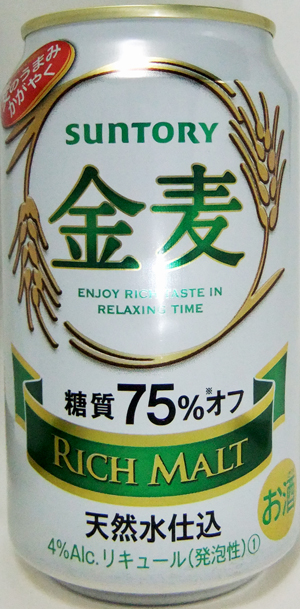 のうまみ
かがやく
SUNTORY
金麦
ENJOY RICH TASTE IN
RELAXING TIME
糖質75%※オフ
RICH MALT
天然水仕込
お酒
4%Alc. リキュール(発泡性)①